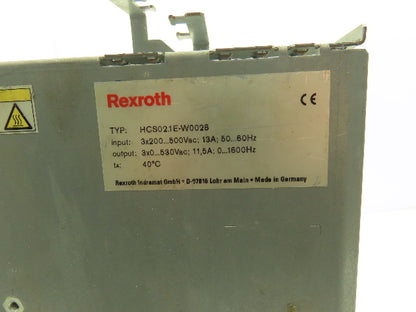 Rexroth
CE
TYP: HCS02.1E-W0028
input: 3x200...500Vac; 13A; 50...60Hz
output: 3x0...530Vac; 11,5A; 0...1600Hz
tA: 40°C
Rexroth Indramat GmbH • D-97816 Lohr am Main • Made in Germany